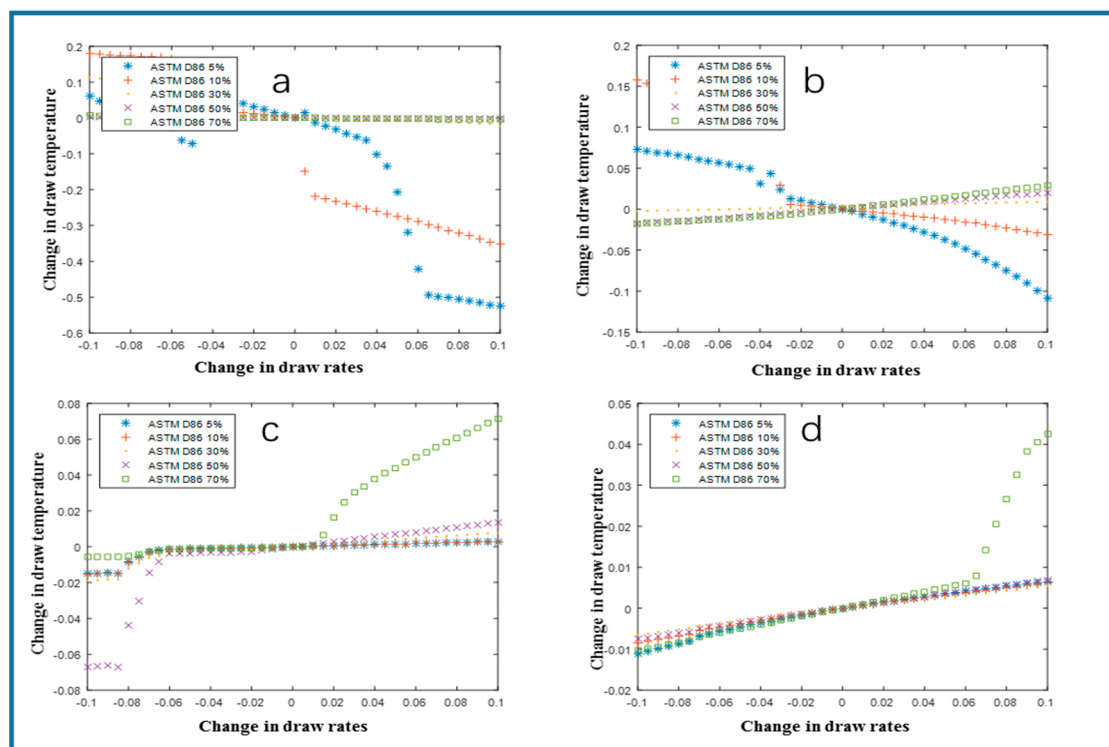 a
ASTM D86 5%
ASTM D86 10%
ASTM D86 30%
ASTM D86 50%
ASTM D86 70%
0.2
0.1
0
-0.1
-0.2
-0.3
-0.4
-0.5
-0.6
Change in draw temperature
-0.1 -0.08 -0.06 -0.04 -0.02 0 0.02 0.04 0.06 0.08 0.1
Change in draw rates
b
ASTM D86 5%
ASTM D86 10%
ASTM D86 30%
ASTM D86 50%
ASTM D86 70%
0.2
0.15
0.1
0.05
0
-0.05
-0.1
-0.15
Change in draw temperature
-0.1 -0.08 -0.06 -0.04 -0.02 0 0.02 0.04 0.06 0.08 0.1
Change in draw rates
c
ASTM D86 5%
ASTM D86 10%
ASTM D86 30%
ASTM D86 50%
ASTM D86 70%
0.08
0.06
0.04
0.02
0
-0.02
-0.04
-0.06
-0.08
Change in draw temperature
-0.1 -0.08 -0.06 -0.04 -0.02 0 0.02 0.04 0.06 0.08 0.1
Change in draw rates
d
ASTM D86 5%
ASTM D86 10%
ASTM D86 30%
ASTM D86 50%
ASTM D86 70%
0.05
0.04
0.03
0.02
0.01
0
-0.01
-0.02
Change in draw temperature
-0.1 -0.08 -0.06 -0.04 -0.02 0 0.02 0.04 0.06 0.08 0.1
Change in draw rates